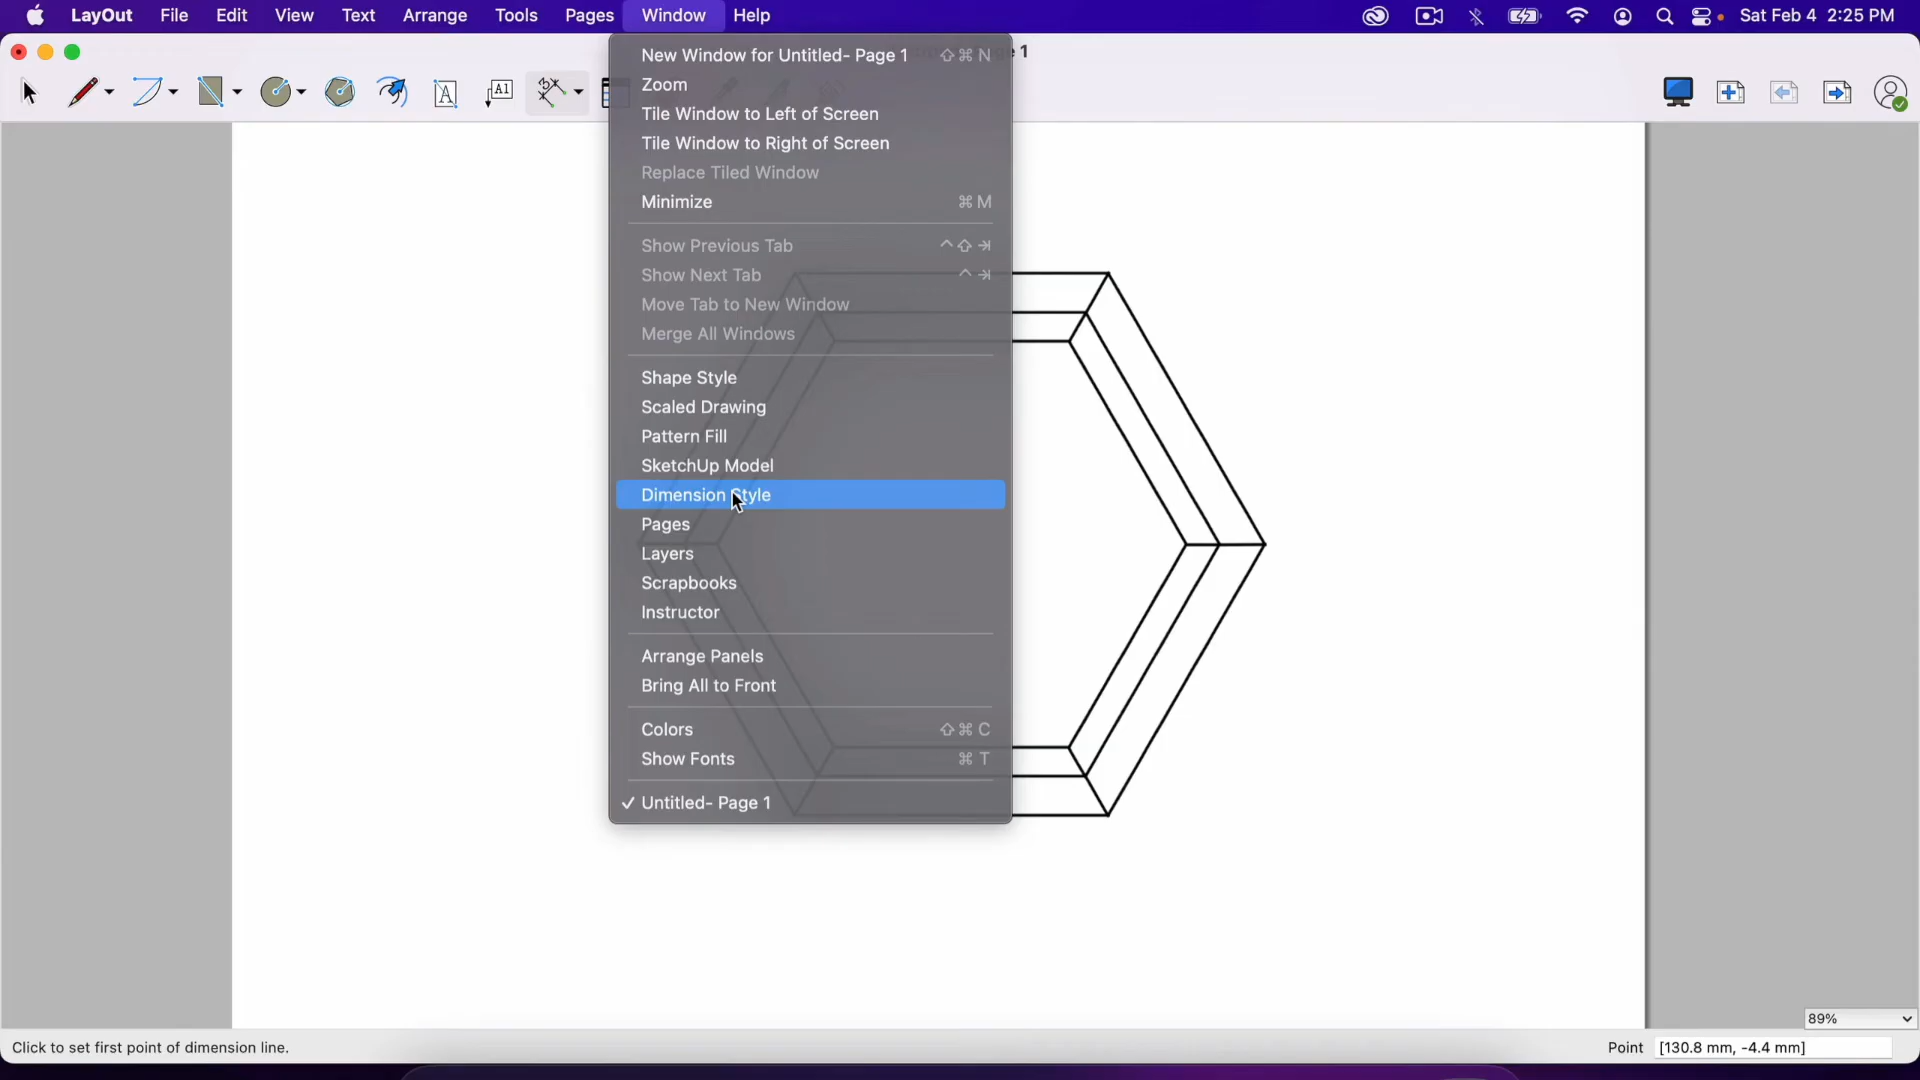 LayOut File Edit View Text Arrange Tools Pages Window Help Sat Feb 4 2:25 PM
1
A
A1
New Window for Untitled- Page 1 ⇧⌘N
Zoom
Tile Window to Left of Screen
Tile Window to Right of Screen
Replace Tiled Window
Minimize ⌘M
Show Previous Tab ^⇧⇥
Show Next Tab ^⇥
Move Tab to New Window
Merge All Windows
Shape Style
Scaled Drawing
Pattern Fill
SketchUp Model
Dimension Style
Pages
Layers
Scrapbooks
Instructor
Arrange Panels
Bring All to Front
Colors ⇧⌘C
Show Fonts ⌘T
✓ Untitled- Page 1
89%
Click to set first point of dimension line. Point [130.8 mm, -4.4 mm]